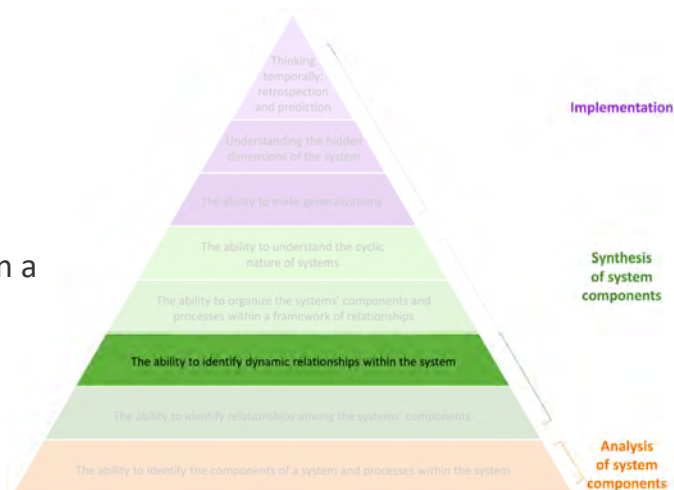 Thinking
temporally:
retrospection
and prediction
Implementation
Understanding the hidden
dimensions of the system
The ability to make generalizations
The ability to understand the cyclic
nature of systems
n a
Synthesis
of system
components
The ability to organize the systems' components and
processes within a framework of relationships
The ability to identify dynamic relationships within the system
The ability to identify relationships among the systems' components
Analysis
of system
components
The ability to identify the components of a system and processes within the system